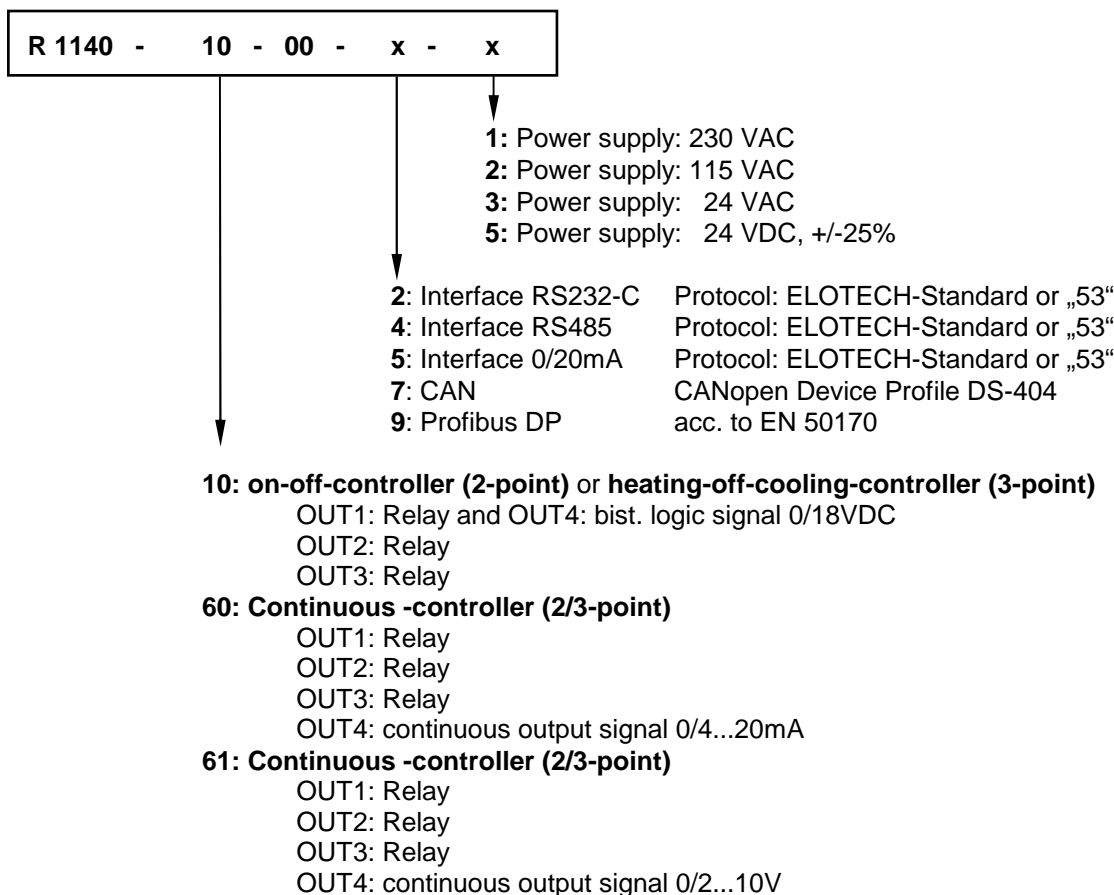 R 1140 - 10 - 00 - x - x
1: Power supply: 230 VAC
2: Power supply: 115 VAC
3: Power supply: 24 VAC
5: Power supply: 24 VDC, +/-25%
2: Interface RS232-C Protocol: ELOTECH-Standard or „53“
4: Interface RS485 Protocol: ELOTECH-Standard or „53“
5: Interface 0/20mA Protocol: ELOTECH-Standard or „53“
7: CAN CANopen Device Profile DS-404
9: Profibus DP acc. to EN 50170
10: on-off-controller (2-point) or heating-off-cooling-controller (3-point)
OUT1: Relay and OUT4: bist. logic signal 0/18VDC
OUT2: Relay
OUT3: Relay
60: Continuous -controller (2/3-point)
OUT1: Relay
OUT2: Relay
OUT3: Relay
OUT4: continuous output signal 0/4...20mA
61: Continuous -controller (2/3-point)
OUT1: Relay
OUT2: Relay
OUT3: Relay
OUT4: continuous output signal 0/2...10V